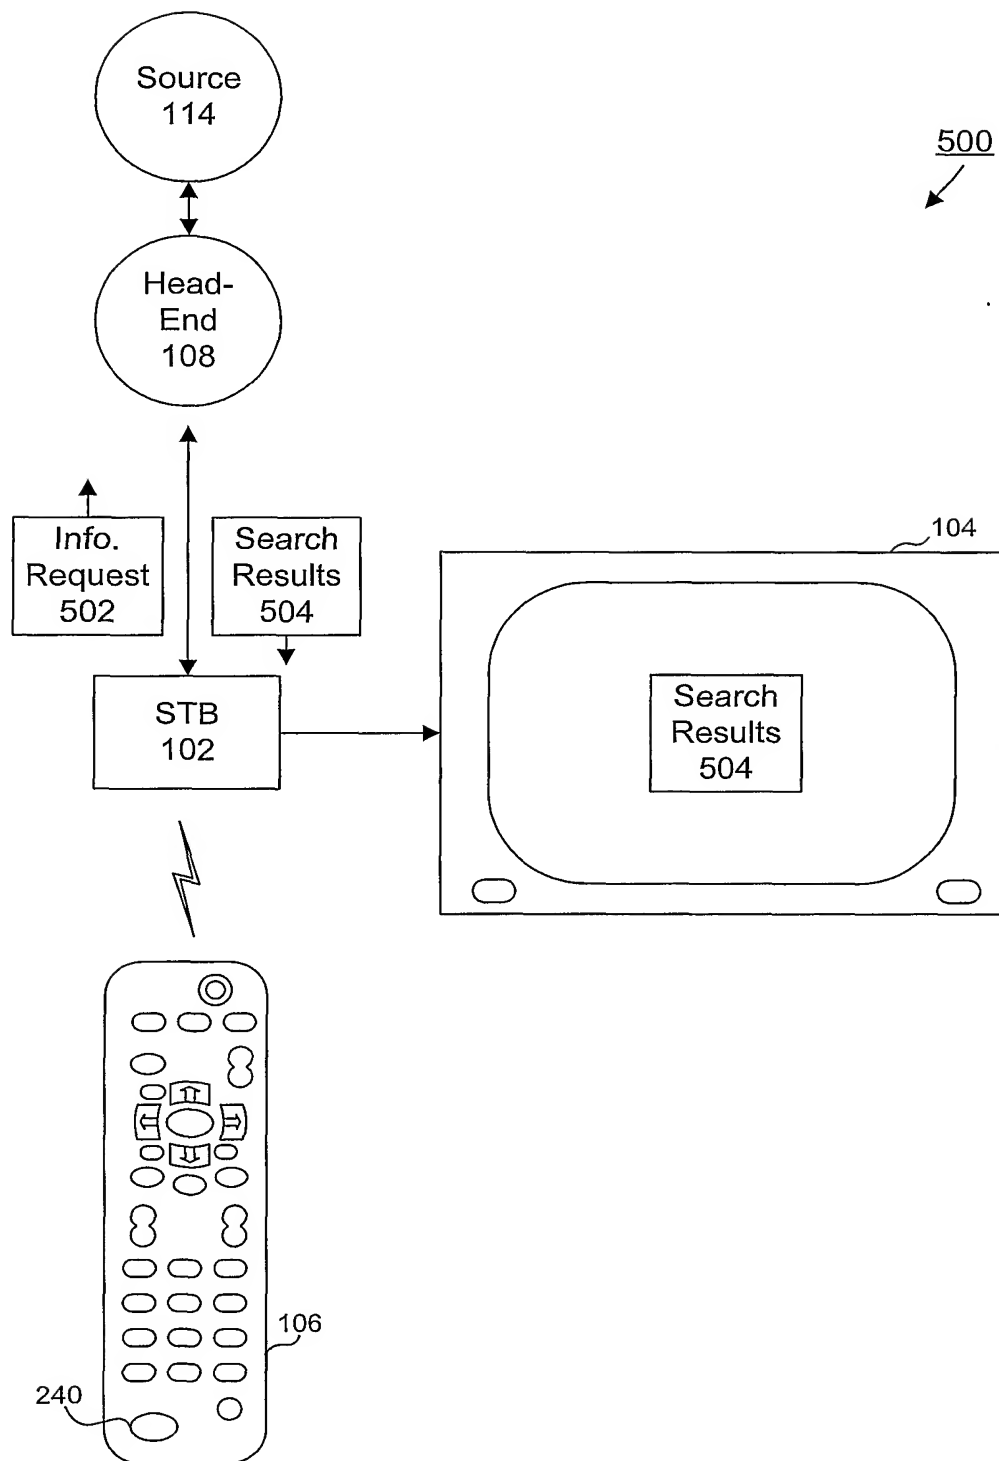 Source
114
500
Head-
End
108
Info.
Request
502
Search
Results
504
104
STB
102
Search
Results
504
106
240